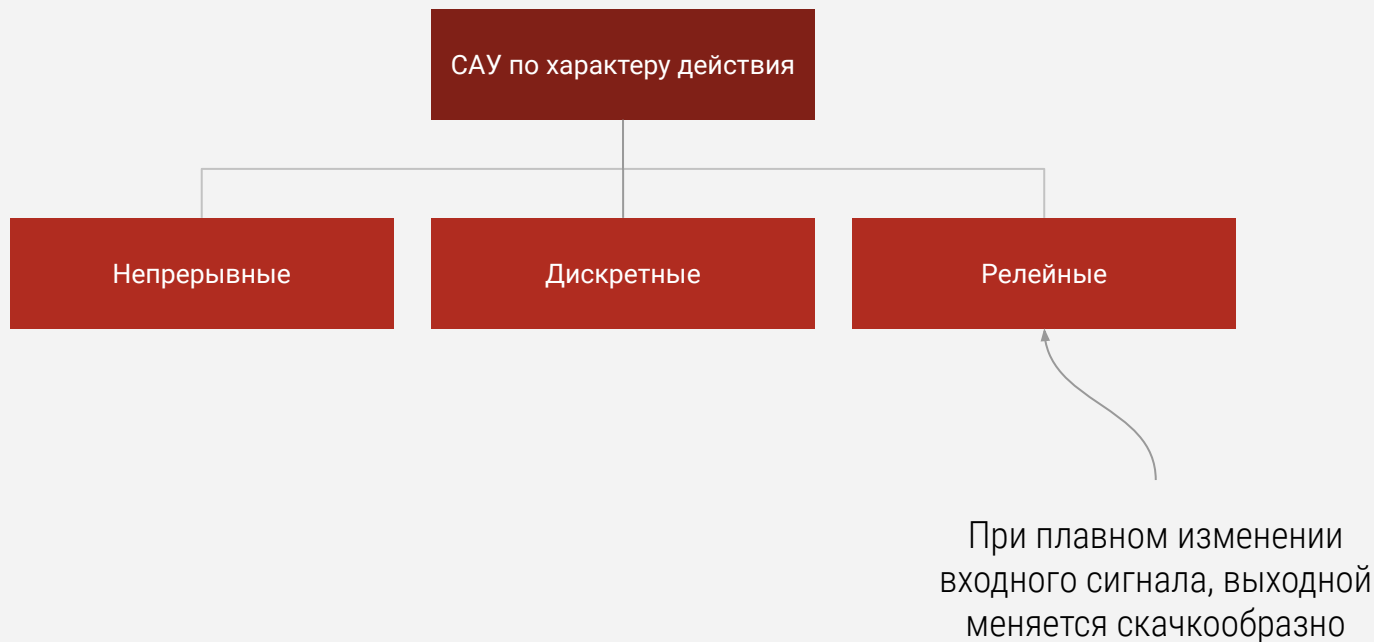 САУ по характеру действия
Непрерывные
Дискретные
Релейные
При плавном изменении
входного сигнала, выходной
меняется скачкообразно